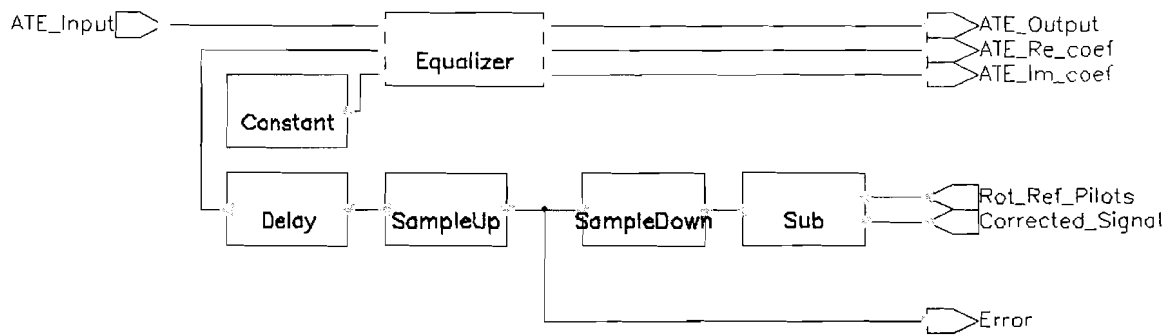 ATE_Input
ATE_Output
ATE_Re_coef
Equalizer
ATE_Im_coef
Constant
Rot_Ref_Pilots
Delay
SampleUp
SampleDown
Sub
Corrected_Signal
Error